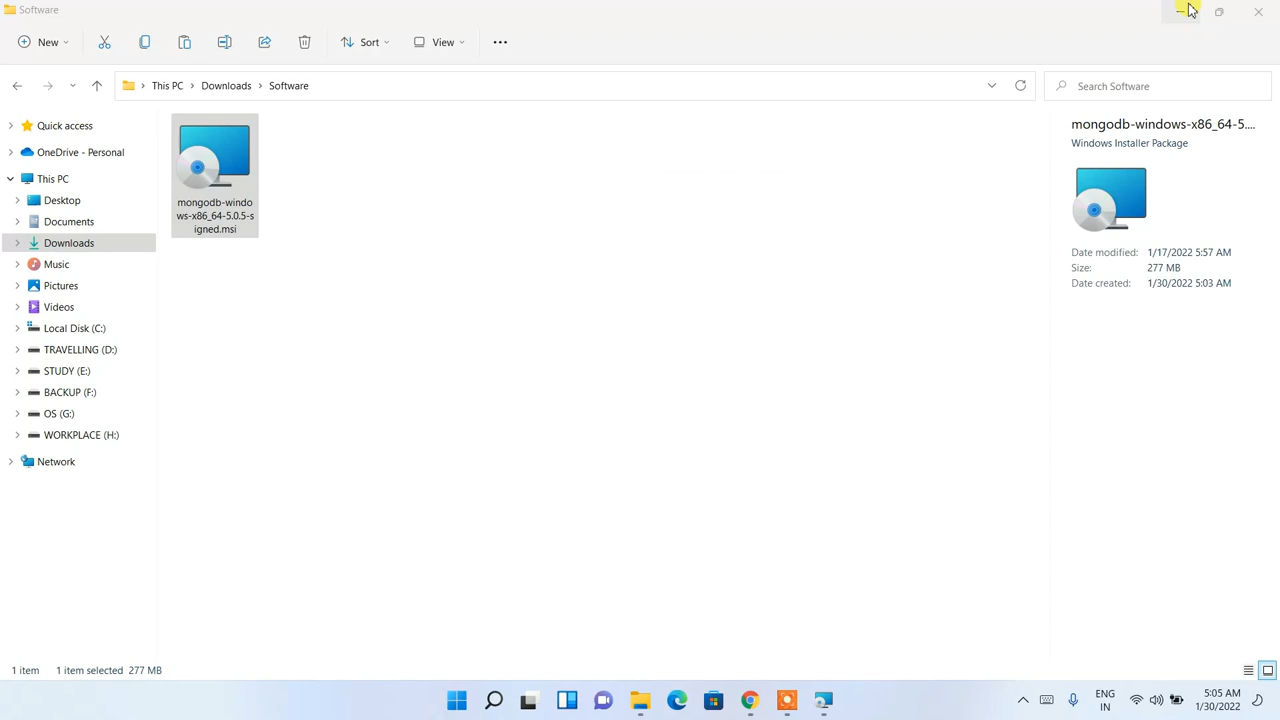 Software
New
Sort
View
This PC
Downloads
Software
Search Software
Quick access
OneDrive - Personal
This PC
Desktop
Documents
Downloads
Music
Pictures
Videos
Local Disk (C:)
TRAVELLING (D:)
STUDY (E:)
BACKUP (F:)
OS (G:)
WORKPLACE (H:)
Network
mongodb-windo
ws-x86_64-5.0.5-s
igned.msi
mongodb-windows-x86_64-5....
Windows Installer Package
Date modified: 1/17/2022 5:57 AM
Size: 277 MB
Date created: 1/30/2022 5:03 AM
1 item 1 item selected 277 MB
ENG
IN
5:05 AM
1/30/2022